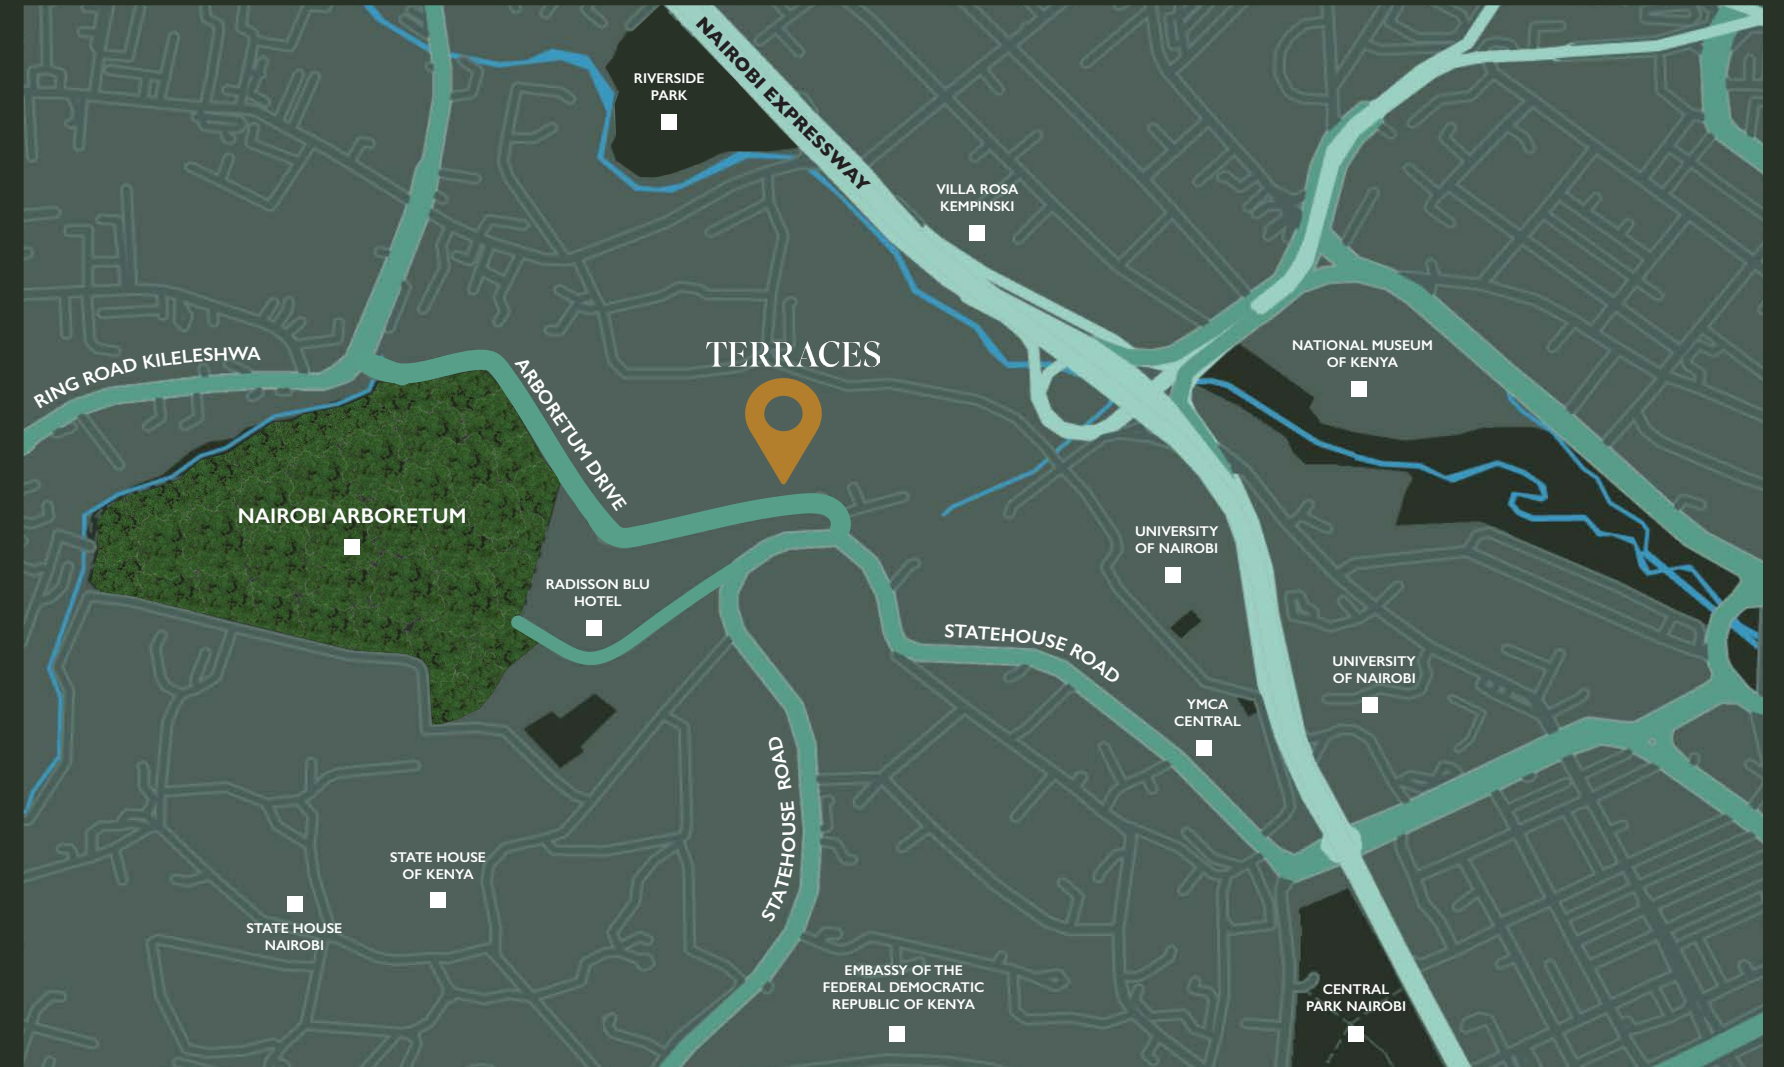 NAIROBI EXPRESSWAY
RIVERSIDE
PARK
VILLA ROSA
KEMPINSKI
NATIONAL MUSEUM
OF KENYA
RING ROAD KILELESHWA
TERRACES
ARBORETUM DRIVE
NAIROBI ARBORETUM
UNIVERSITY
OF NAIROBI
RADISSON BLU
HOTEL
STATEHOUSE ROAD
UNIVERSITY
OF NAIROBI
YMCA
CENTRAL
STATEHOUSE ROAD
STATE HOUSE
OF KENYA
STATE HOUSE
NAIROBI
EMBASSY OF THE
FEDERAL DEMOCRATIC
REPUBLIC OF KENYA
CENTRAL
PARK NAIROBI